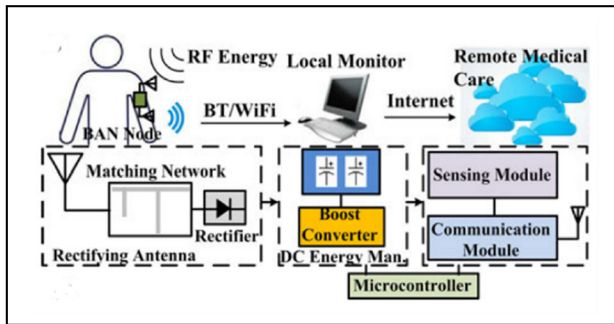 RF Energy
Local Monitor
Remote Medical
Care
BT/WiFi
Internet
BAN Node
Matching Network
Rectifier
Rectifying Antenna
Boost
Converter
DC Energy Man.
Sensing Module
Communication
Module
Microcontroller